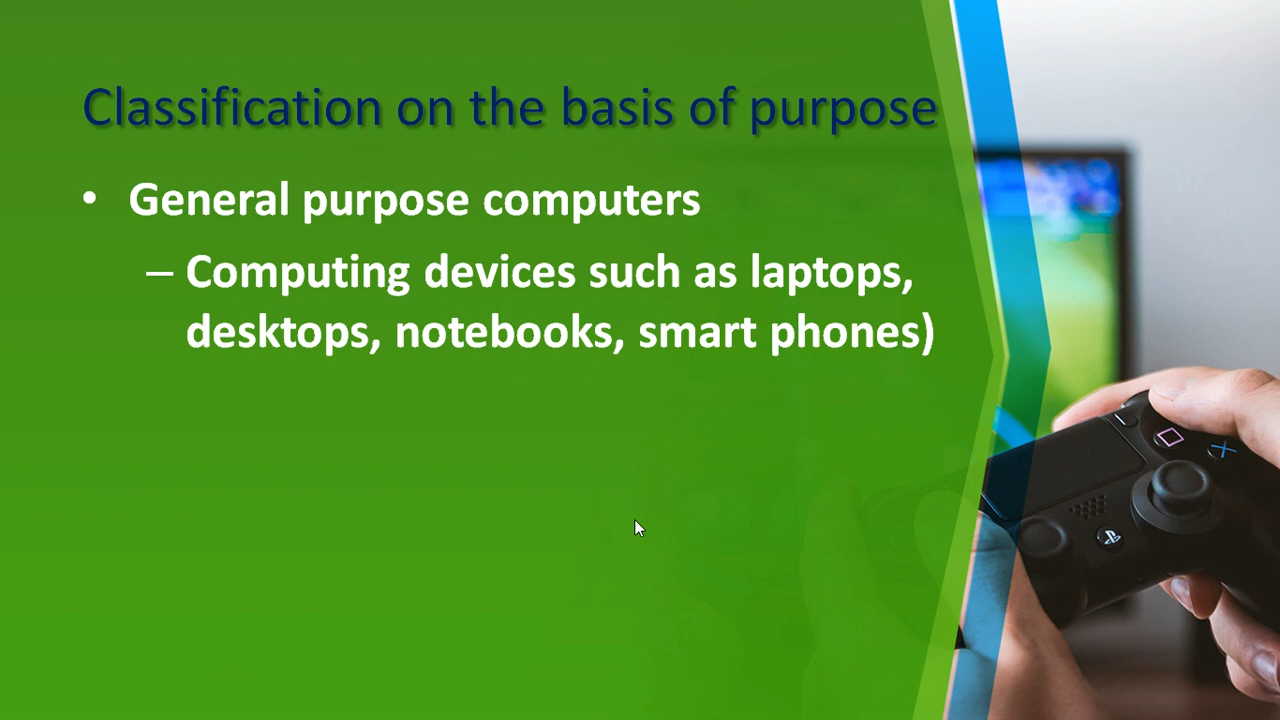 Classification on the basis of purpose
• General purpose computers
– Computing devices such as laptops,
desktops, notebooks, smart phones)